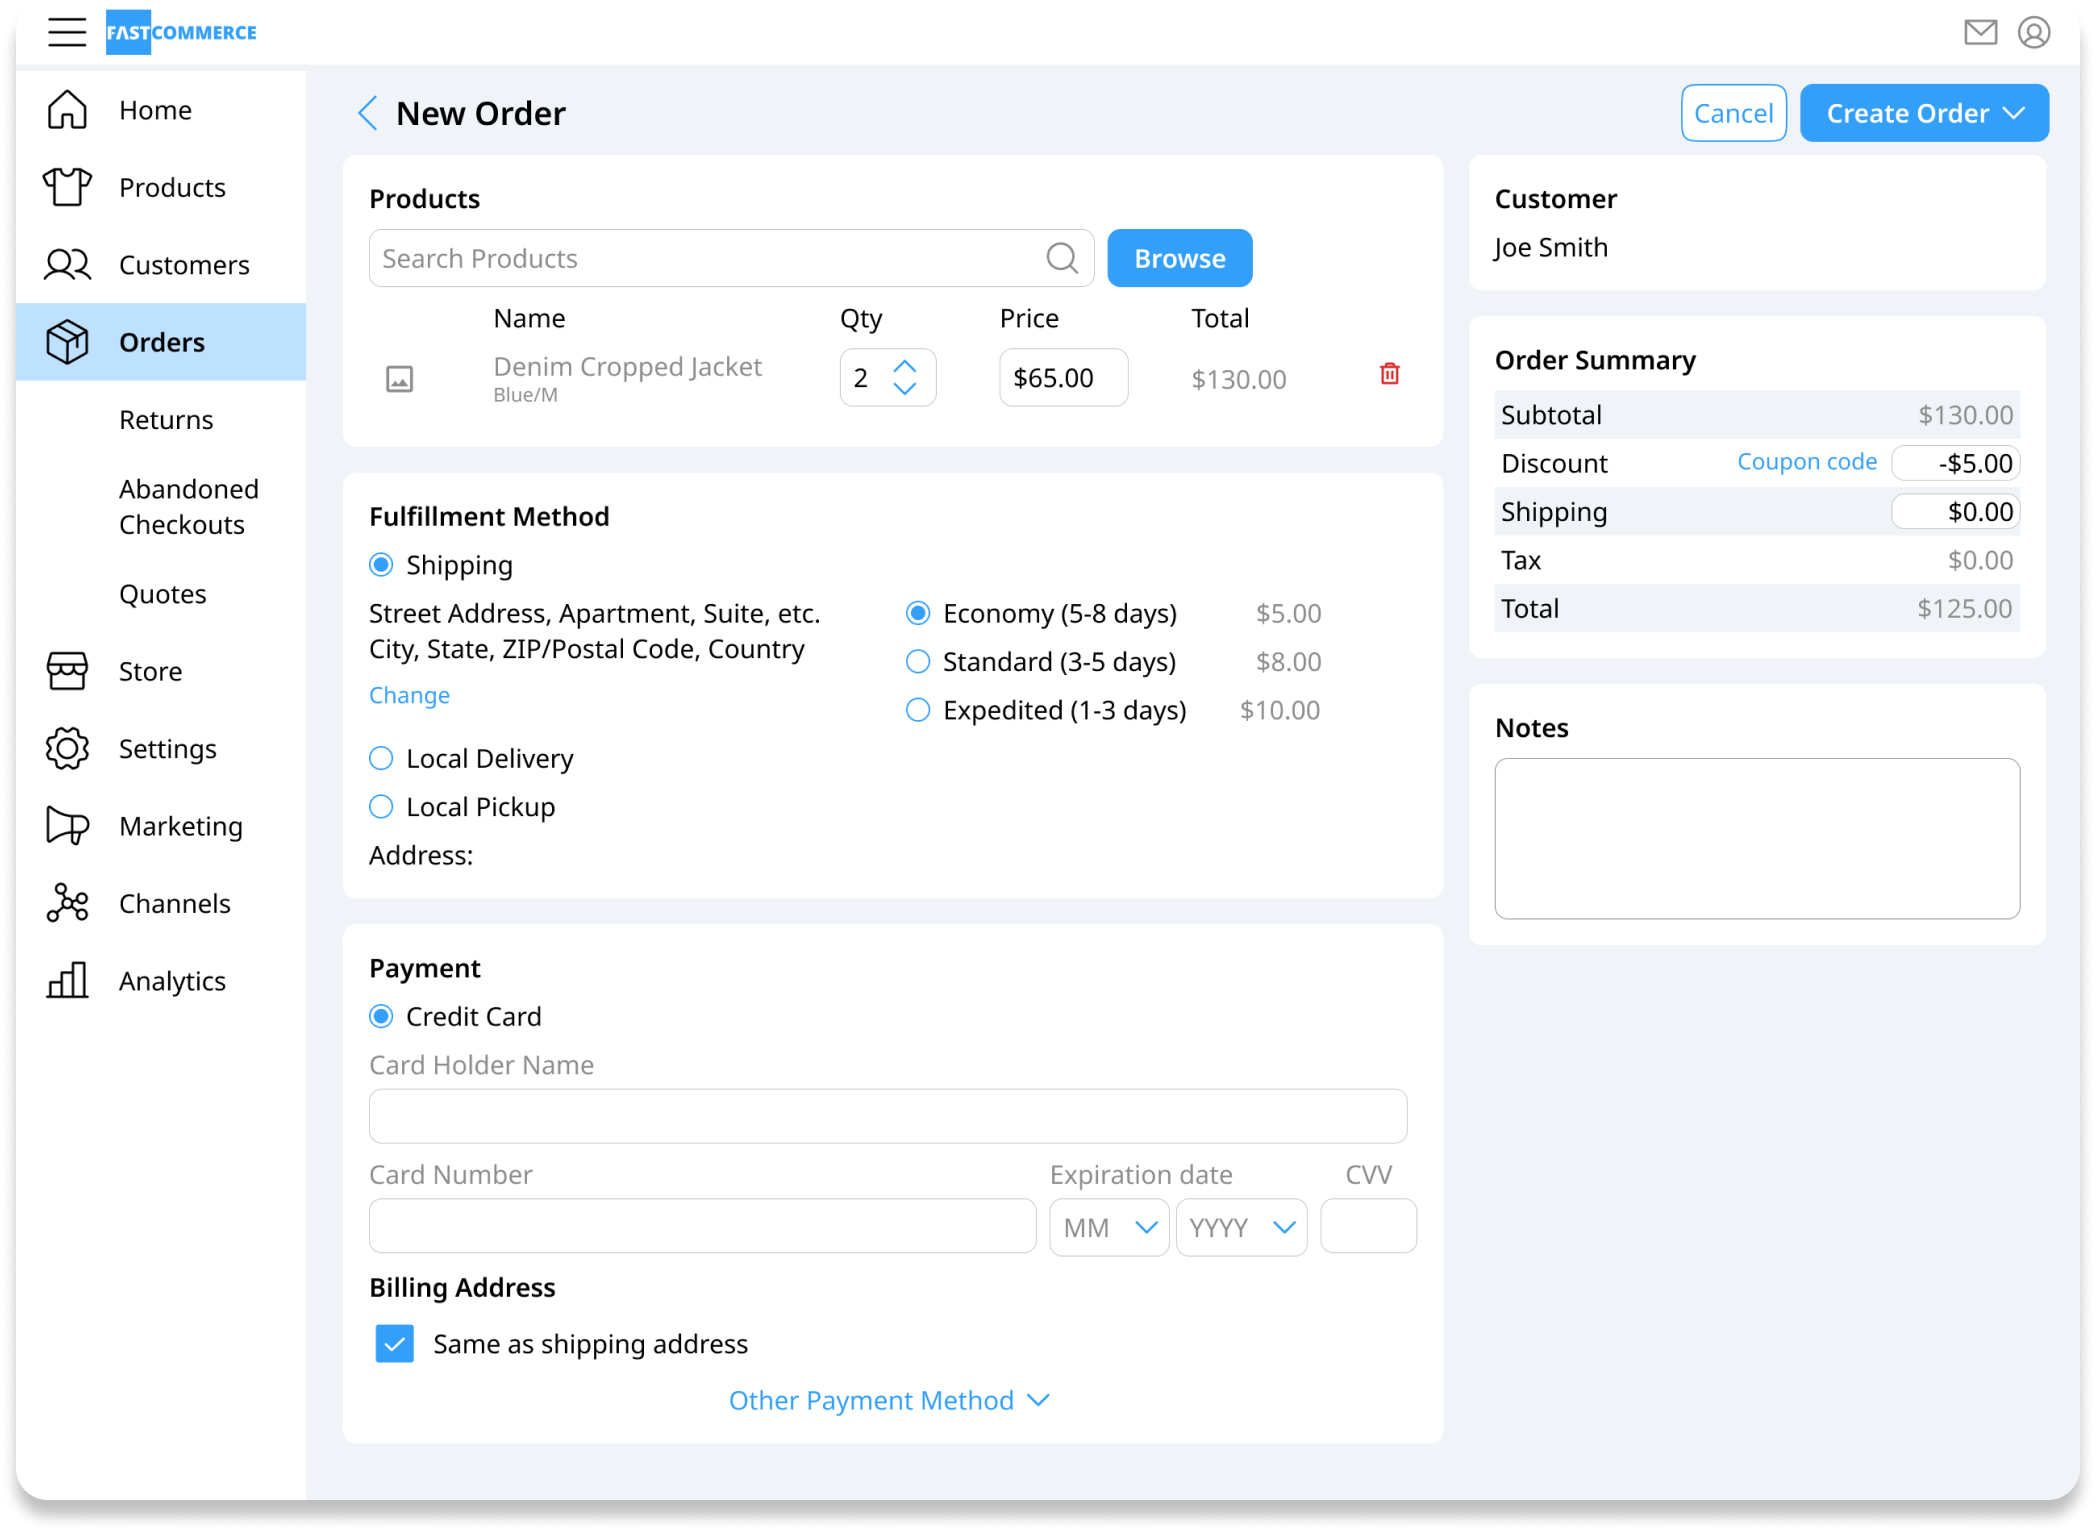 FASTCOMMERCE
Home
Products
Customers
Orders
Returns
Abandoned
Checkouts
Quotes
Store
Settings
Marketing
Channels
Analytics
New Order
Cancel
Create Order
Products
Search Products
Browse
Name Qty Price Total
Denim Cropped Jacket
Blue/M
2 $65.00 $130.00
Fulfillment Method
Shipping
Street Address, Apartment, Suite, etc.
City, State, ZIP/Postal Code, Country
Change
Economy (5-8 days) $5.00
Standard (3-5 days) $8.00
Expedited (1-3 days) $10.00
Local Delivery
Local Pickup
Address:
Payment
Credit Card
Card Holder Name
Card Number Expiration date CVV
MM YYYY
Billing Address
Same as shipping address
Other Payment Method
Customer
Joe Smith
Order Summary
Subtotal $130.00
Discount Coupon code -$5.00
Shipping $0.00
Tax $0.00
Total $125.00
Notes